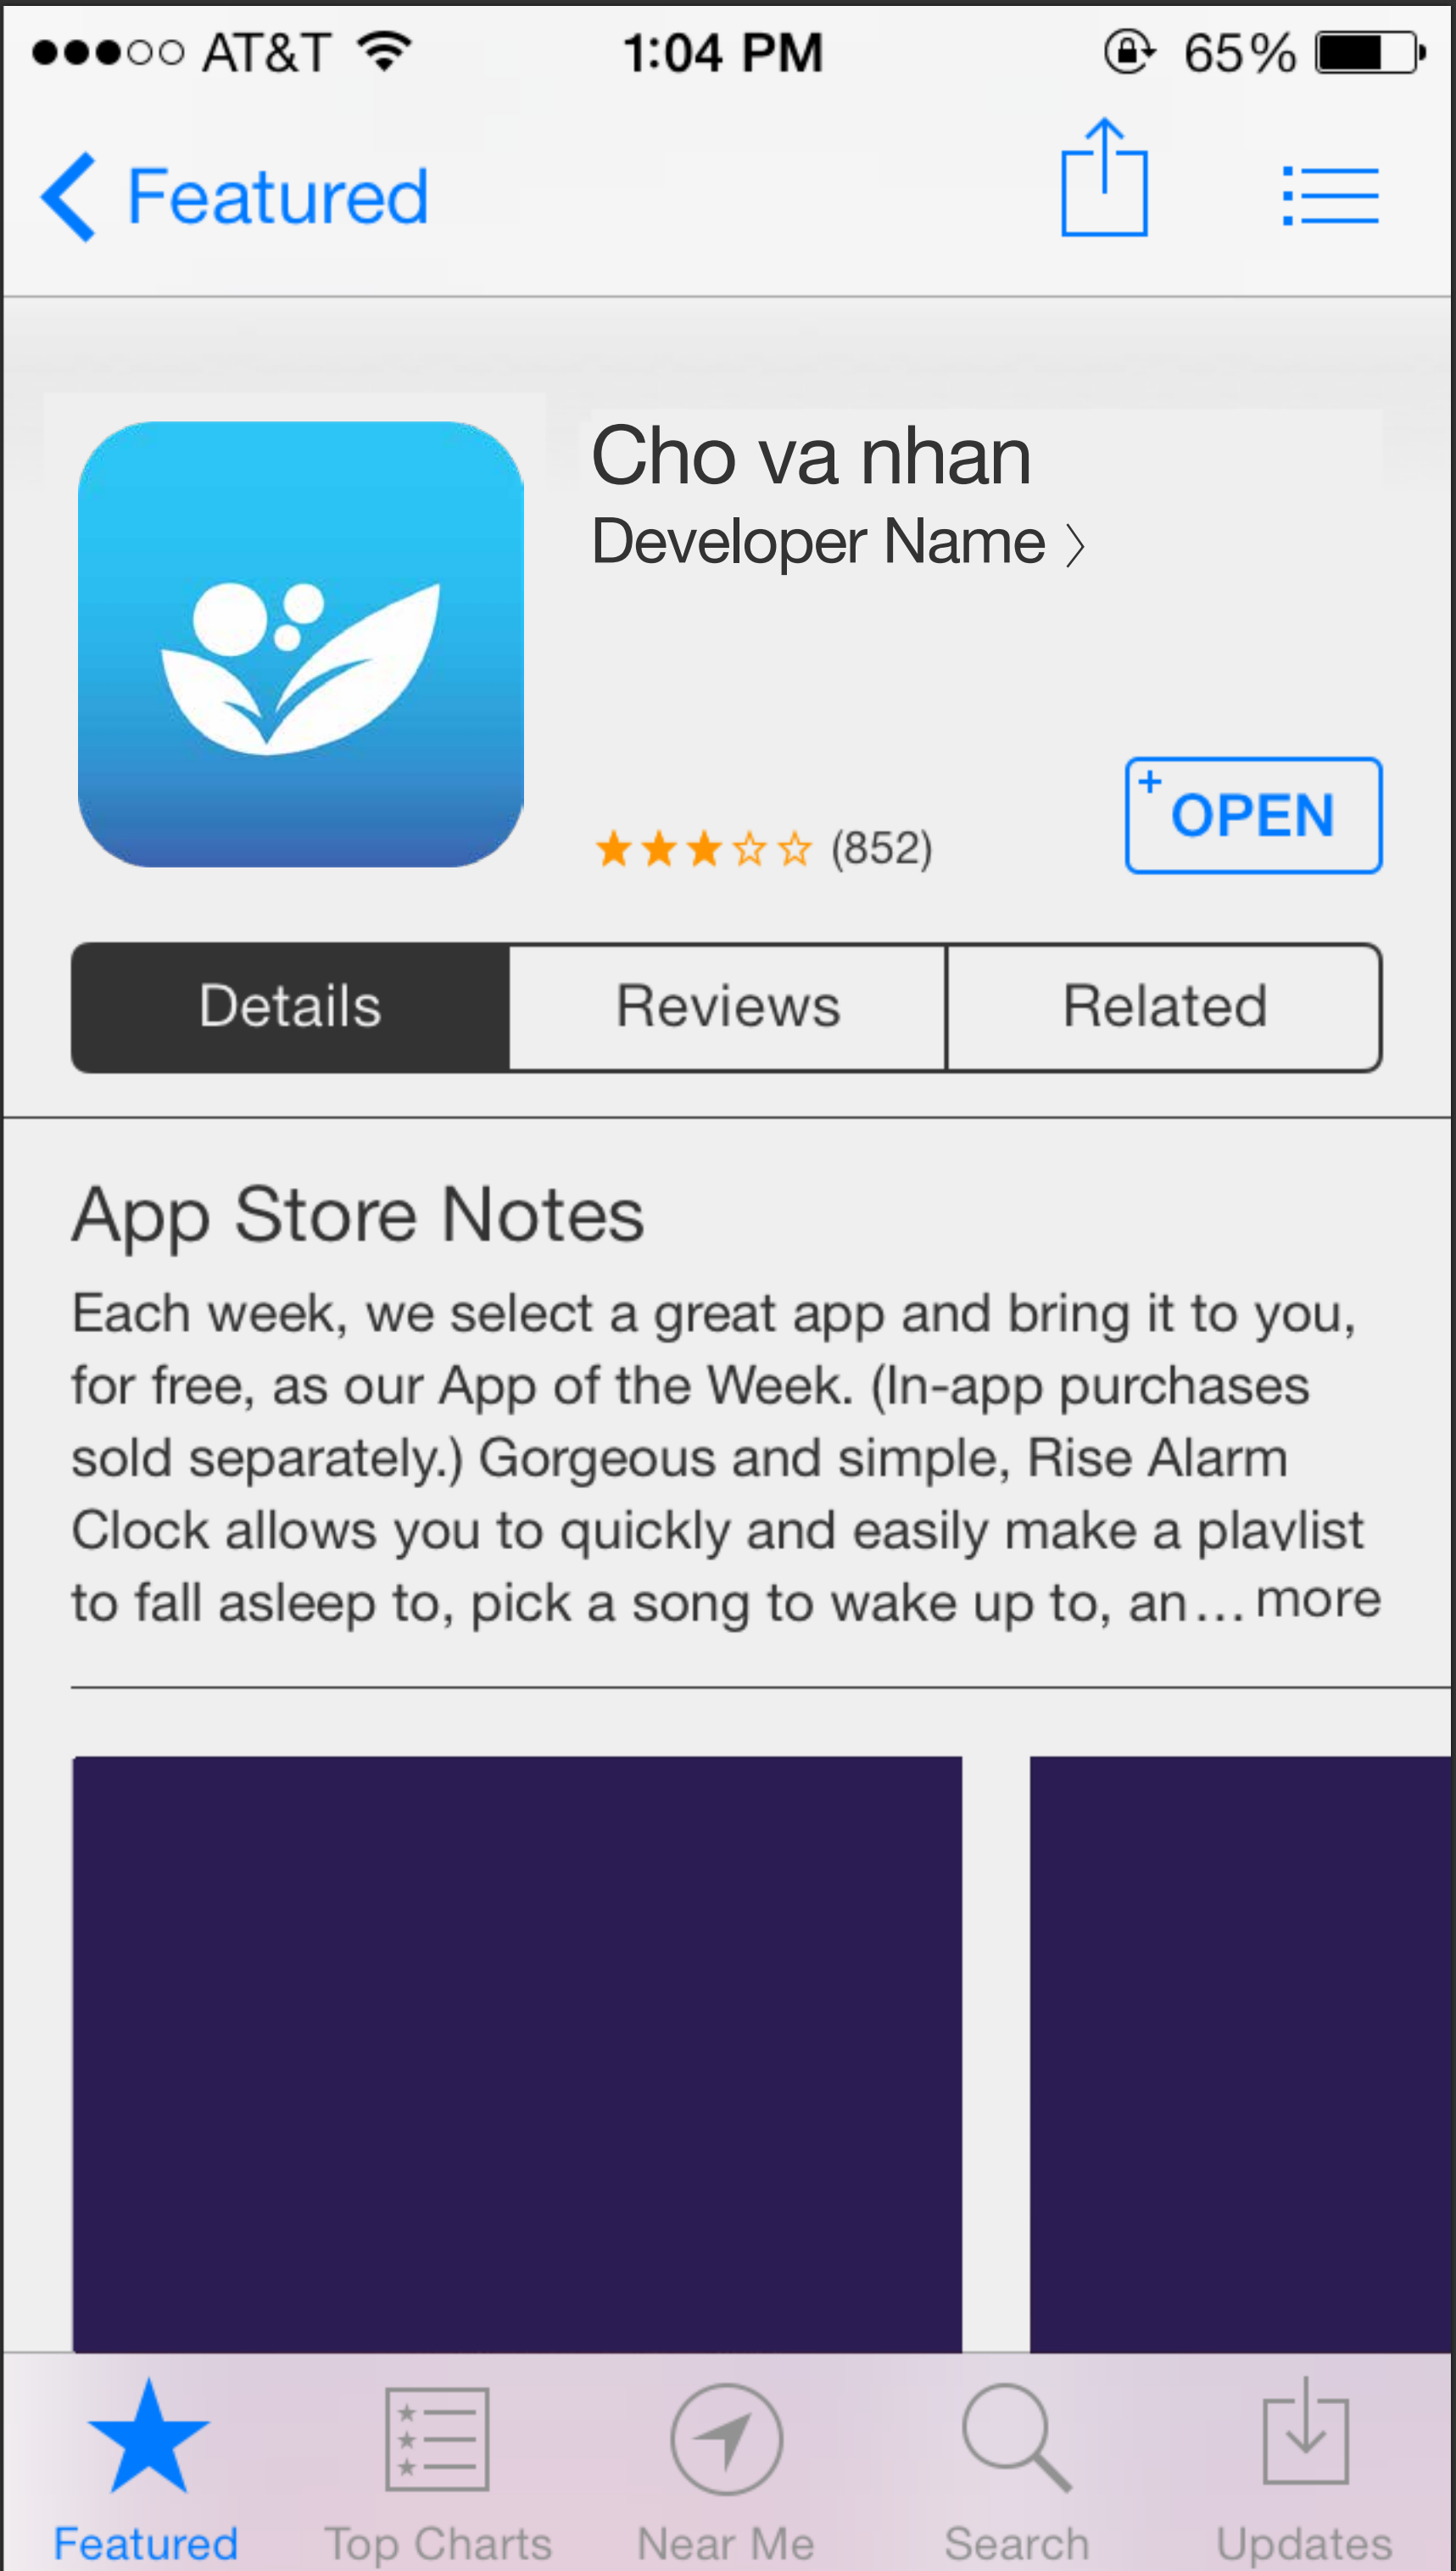 AT&T 1:04 PM 65%
Featured
Cho va nhan
Developer Name
(852)
+ OPEN
Details Reviews Related
App Store Notes
Each week, we select a great app and bring it to you,
for free, as our App of the Week. (In-app purchases
sold separately.) Gorgeous and simple, Rise Alarm
Clock allows you to quickly and easily make a playlist
to fall asleep to, pick a song to wake up to, an... more
Featured Top Charts Near Me Search Updates